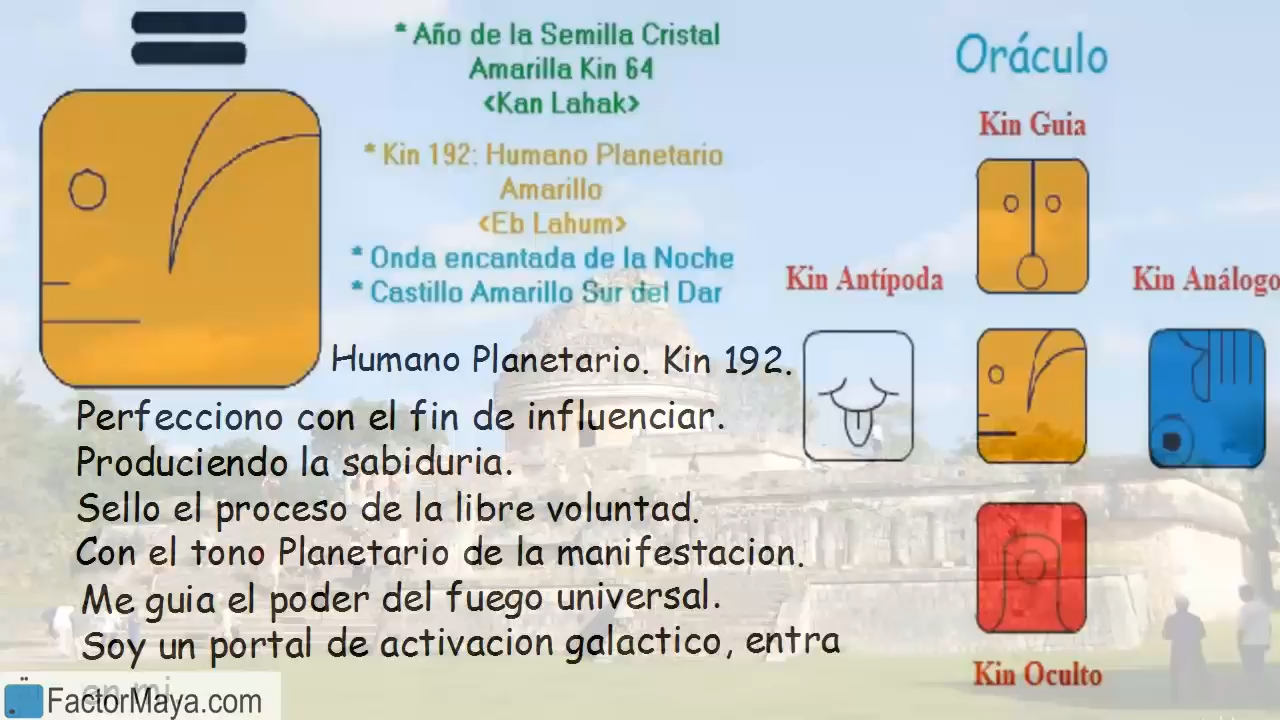 * Año de la Semilla Cristal
Amarilla Kin 64
<Kan Lahak>
* Kin 192: Humano Planetario
Amarillo
<Eb Lahum>
* Onda encantada de la Noche
* Castillo Amarillo Sur del Dar
Humano Planetario. Kin 192.
Perfecciono con el fin de influenciar.
Produciendo la sabiduria.
Sello el proceso de la libre voluntad.
Con el tono Planetario de la manifestacion.
Me guia el poder del fuego universal.
Soy un portal de activacion galactico, entra
en mi
FactorMaya.com
Oráculo
Kin Guia
Kin Antípoda
Kin Análogo
Kin Oculto